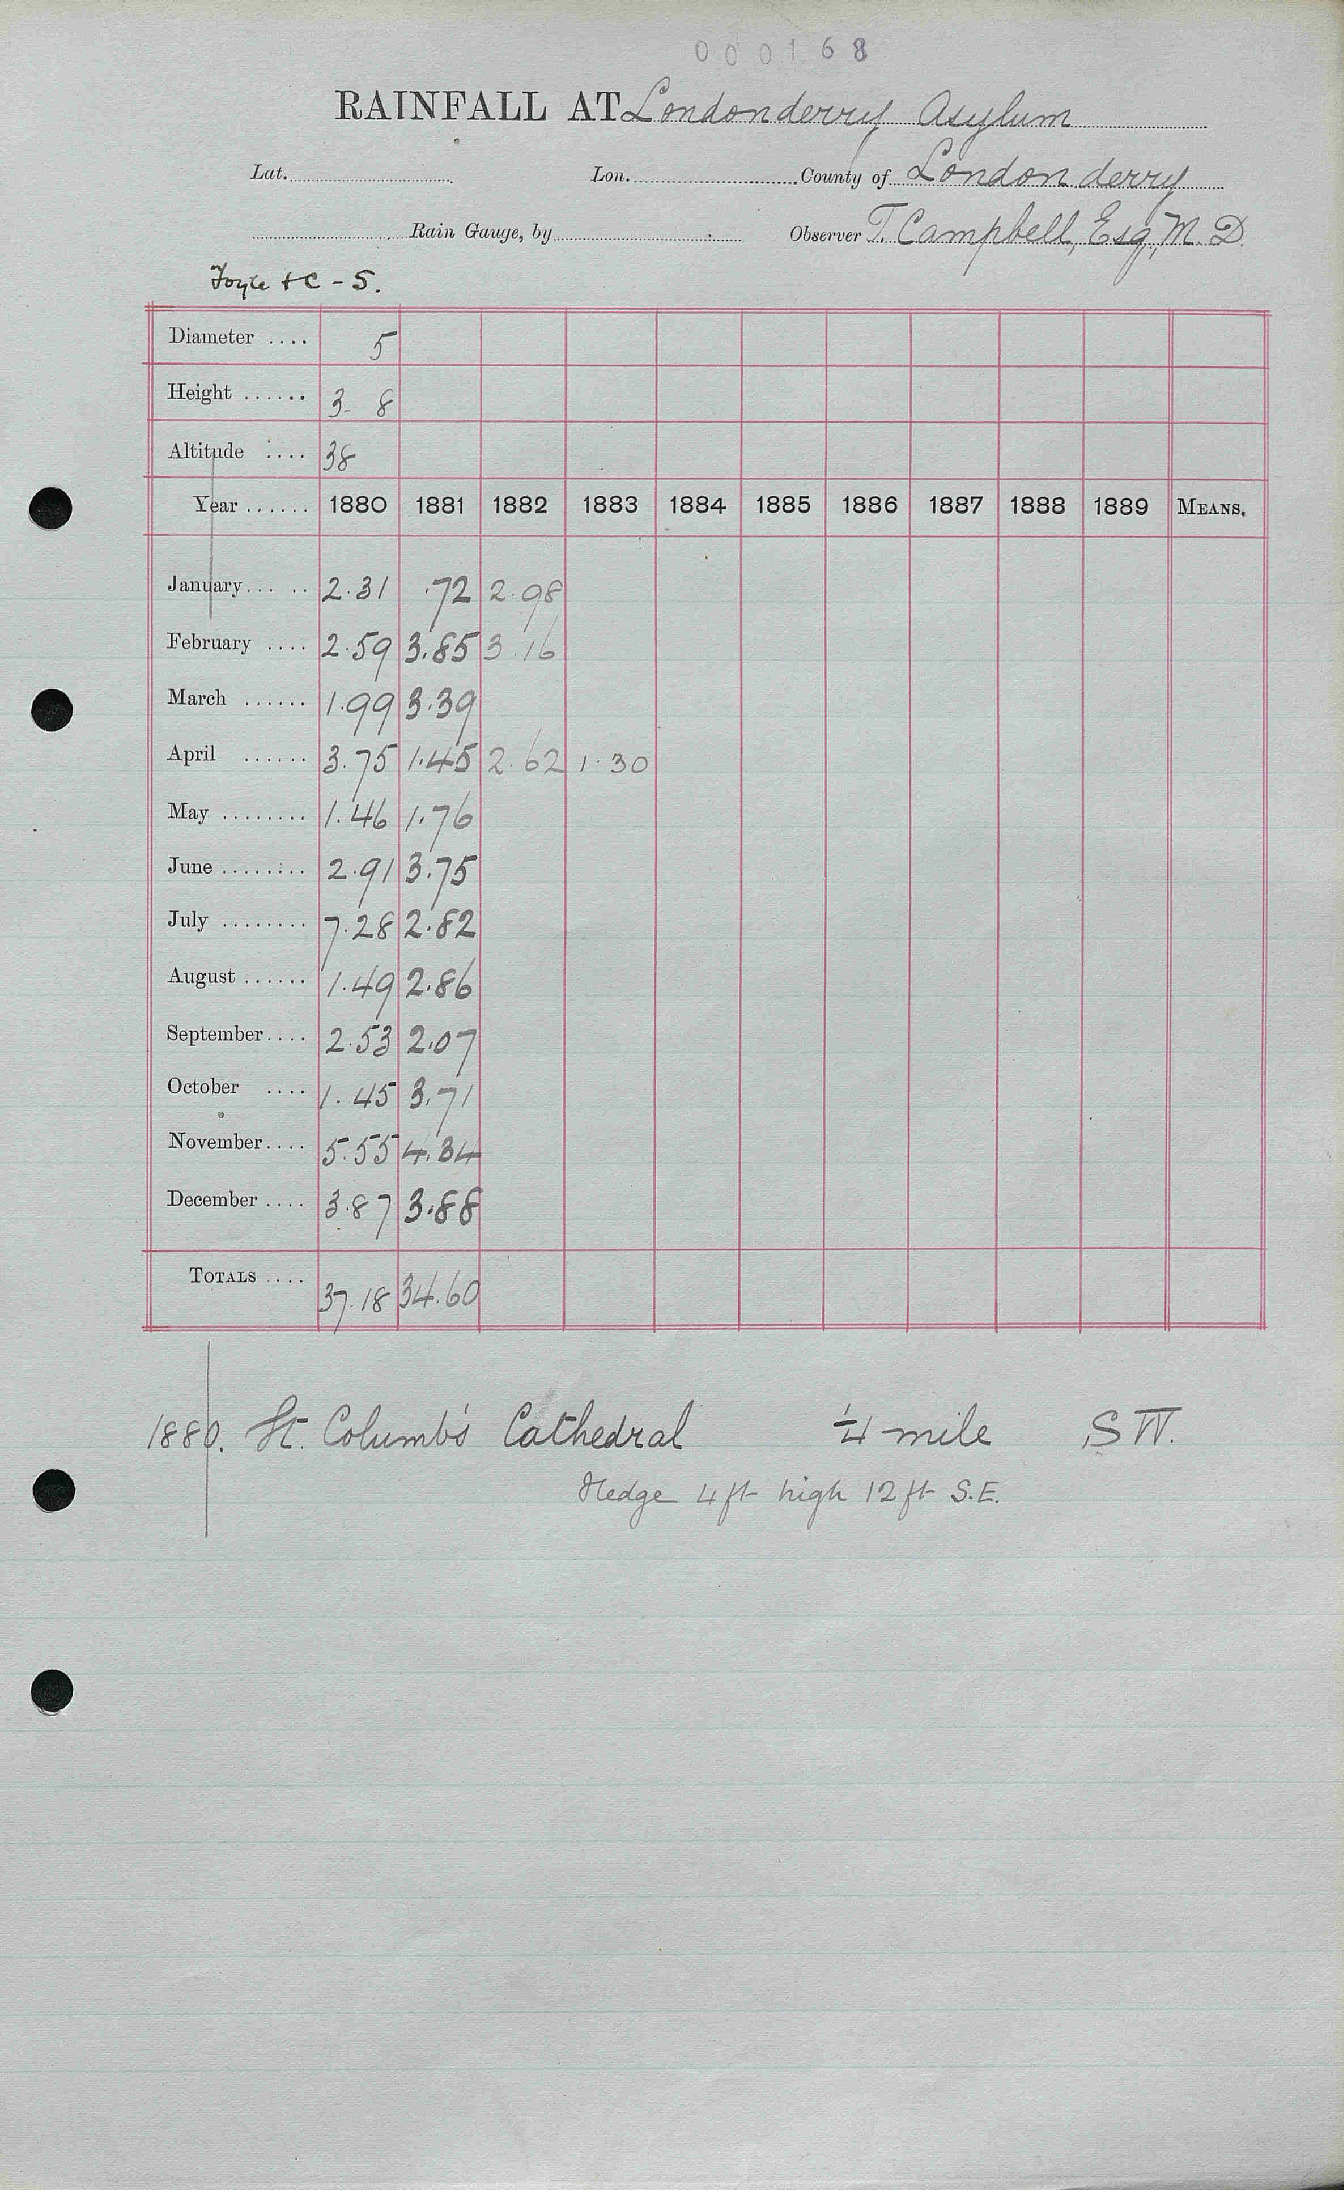 000168
RAINFALL AT Londonderry Asylum
Lat. Lon. County of Londonderry
Rain Gauge, by Observer T. Campbell, Esq., M.D.
Foyle &C - 5.
Diameter .... 5
Height ...... 3 8
Altitude .... 38
Year ...... 1880 1881 1882 1883 1884 1885 1886 1887 1888 1889 MEANS.
January.... .. 2.31 .72 2.98
February .... 2.59 3.85 3.16
March ...... 1.99 3.39
April ...... 3.75 1.45 2.62 1.30
May ........ 1.46 1.76
June ........ 2.91 3.75
July ........ 7.28 2.82
August ...... 1.49 2.86
September.... 2.53 2.07
October .... 1.45 3.71
November.... 5.55 4.34
December .... 3.87 3.88
TOTALS .... 37.18 34.60
1880. St. Columb's Cathedral 1/4 mile SW.
Hedge 4 ft high 12 ft S.E.